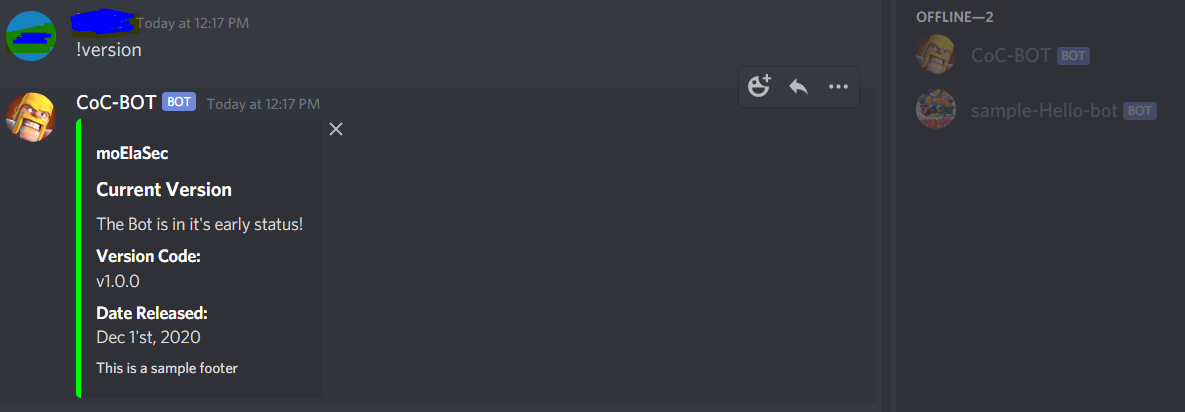 Today at 12:17 PM
!version
CoC-BOT BOT Today at 12:17 PM
moElaSec
Current Version
The Bot is in it's early status!
Version Code:
v1.0.0
Date Released:
Dec 1'st, 2020
This is a sample footer
OFFLINE—2
CoC-BOT BOT
sample-Hello-bot BOT